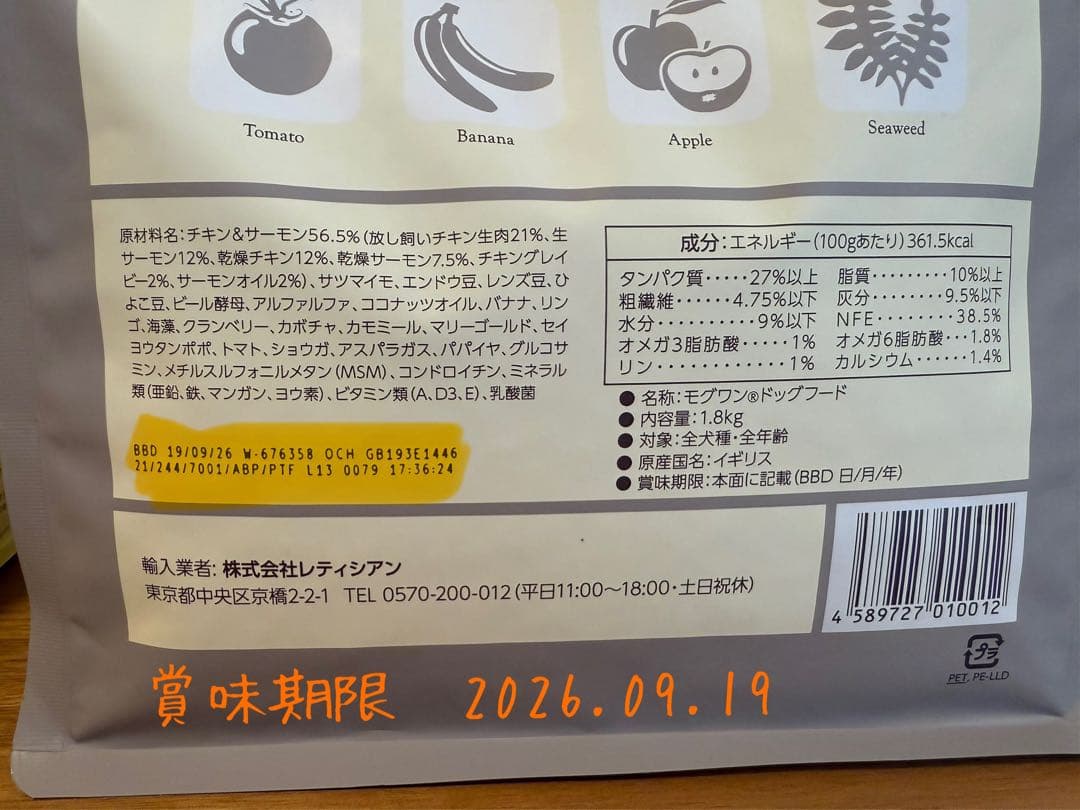 Tomato
Banana
Apple
Seaweed
原材料名:チキン&サーモン56.5%(放し飼いチキン生肉21%、生
サーモン12%、乾燥チキン12%、乾燥サーモン7.5%、チキングレイ
ビー2%、サーモンオイル2%)、サツマイモ、エンドウ豆、レンズ豆、ひ
よこ豆、ビール酵母、アルファルファ、ココナッツオイル、バナナ、リン
ゴ、海藻、クランベリー、カボチャ、カモミール、マリーゴールド、セイ
ヨウタンポポ、トマト、ショウガ、アスパラガス、パパイヤ、グルコサ
ミン、メチルスルフォニルメタン(MSM)、コンドロイチン、ミネラル
類(亜鉛、鉄、マンガン、ヨウ素)、ビタミン類(A、D3、E)、乳酸菌
BBD 19/09/26 W-676358 OCH GB193E1446
21/244/7001/ABP/PTF L13 0079 17:36:24
成分:エネルギー(100gあたり)361.5kcal
タンパク質・・・・・27%以上 脂質・・・・・・・・・10%以上
粗繊維・・・・・4.75%以下 灰分・・・・・・・・・9.5%以下
水分・・・・・・・・・・9%以下 NFE・・・・・・・・・38.5%
オメガ3脂肪酸・・・・・1% オメガ6脂肪酸・・・1.8%
リン・・・・・・・・・・・・1% カルシウム・・・・・・1.4%
●名称:モグワン®ドッグフード
●内容量:1.8kg
●対象:全犬種・全年齢
●原産国名:イギリス
●賞味期限:本面に記載(BBD 日/月/年)
輸入業者:株式会社レティシアン
東京都中央区京橋2-2-1 TEL 0570-200-012(平日11:00～18:00・土日祝休)
4 589727 010012
プラ
PET, PE-LLD
賞味期限 2026.09.19